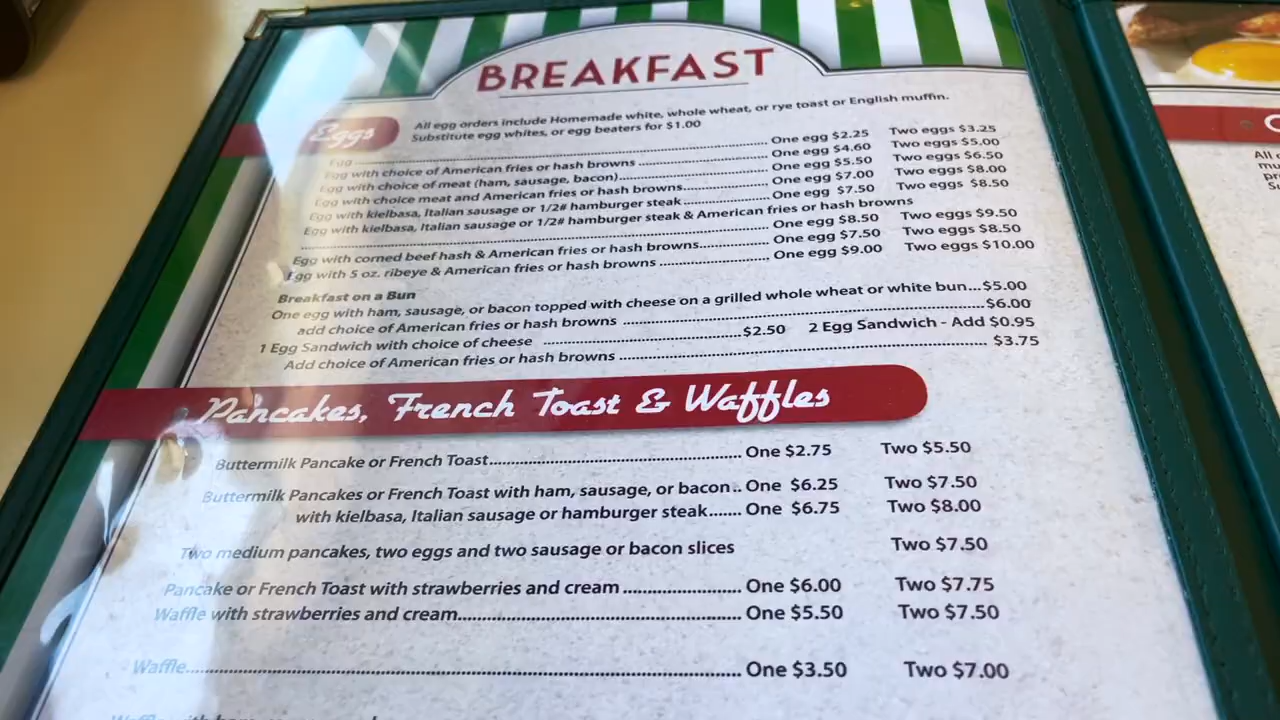 BREAKFAST
Eggs
All egg orders include Homemade white, whole wheat, or rye toast or English muffin.
Substitute egg whites, or egg beaters for $1.00
Egg ........ One egg $2.25 Two eggs $3.25
Egg with choice of American fries or hash browns ........ One egg $4.60 Two eggs $5.00
Egg with choice of meat (ham, sausage, bacon)........ One egg $5.50 Two eggs $6.50
Egg with choice meat and American fries or hash browns........ One egg $7.00 Two eggs $8.00
Egg with kielbasa, Italian sausage or 1/2# hamburger steak ........ One egg $7.50 Two eggs $8.50
Egg with kielbasa, Italian sausage or 1/2# hamburger steak & American fries or hash browns
........ One egg $8.50 Two eggs $9.50
Egg with corned beef hash & American fries or hash browns........ One egg $7.50 Two eggs $8.50
Egg with 5 oz. ribeye & American fries or hash browns ........ One egg $9.00 Two eggs $10.00
Breakfast on a Bun
One egg with ham, sausage, or bacon topped with cheese on a grilled whole wheat or white bun...$5.00
add choice of American fries or hash browns ........$6.00
1 Egg Sandwich with choice of cheese ........$2.50 2 Egg Sandwich - Add $0.95
Add choice of American fries or hash browns ........ $3.75
Pancakes, French Toast & Waffles
Buttermilk Pancake or French Toast........ One $2.75 Two $5.50
Buttermilk Pancakes or French Toast with ham, sausage, or bacon.. One $6.25 Two $7.50
with kielbasa, Italian sausage or hamburger steak....... One $6.75 Two $8.00
Two medium pancakes, two eggs and two sausage or bacon slices Two $7.50
Pancake or French Toast with strawberries and cream ........ One $6.00 Two $7.75
Waffle with strawberries and cream........ One $5.50 Two $7.50
Waffle........ One $3.50 Two $7.00